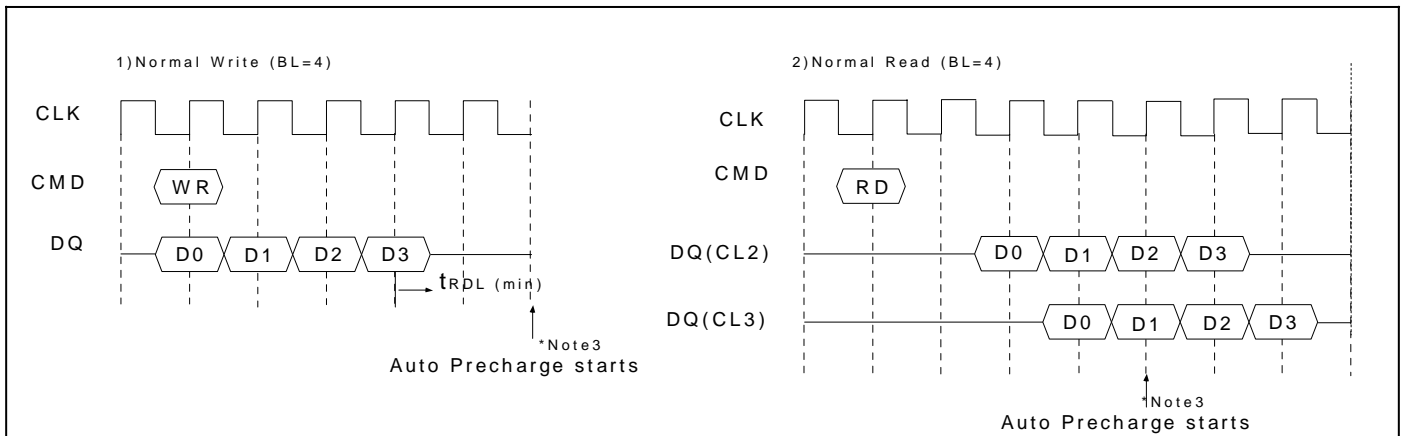 1)Normal Write (BL=4)
CLK
CMD
WR
DQ
D0 D1 D2 D3
tRDL (min)
*Note3
Auto Precharge starts
2)Normal Read (BL=4)
CLK
CMD
RD
DQ(CL2)
D0 D1 D2 D3
DQ(CL3)
D0 D1 D2 D3
*Note3
Auto Precharge starts